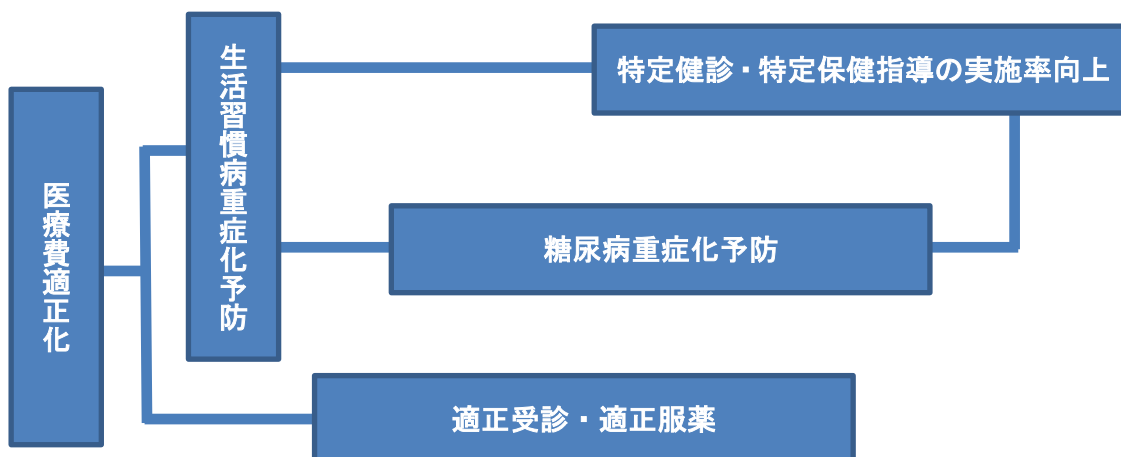 医療費適正化
生活習慣病重症化予防
特定健診・特定保健指導の実施率向上
糖尿病重症化予防
適正受診・適正服薬